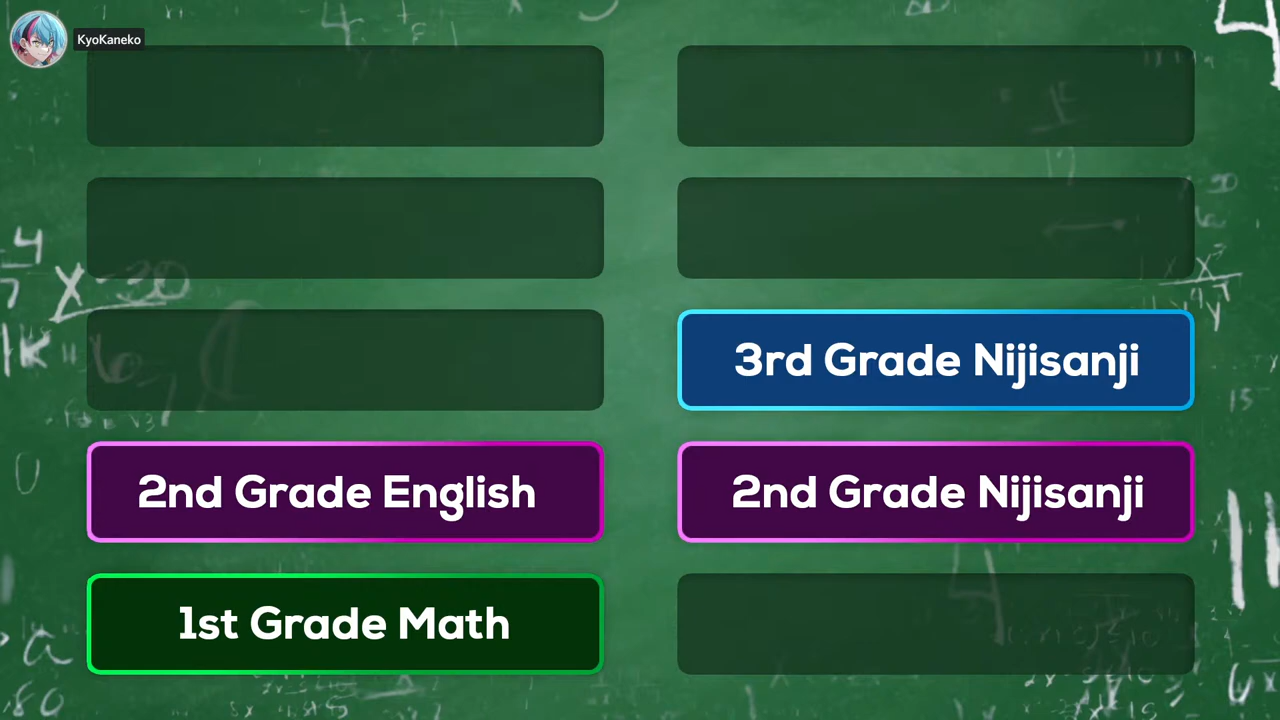 KyoKaneko
3rd Grade Nijisanji
2nd Grade English
2nd Grade Nijisanji
1st Grade Math